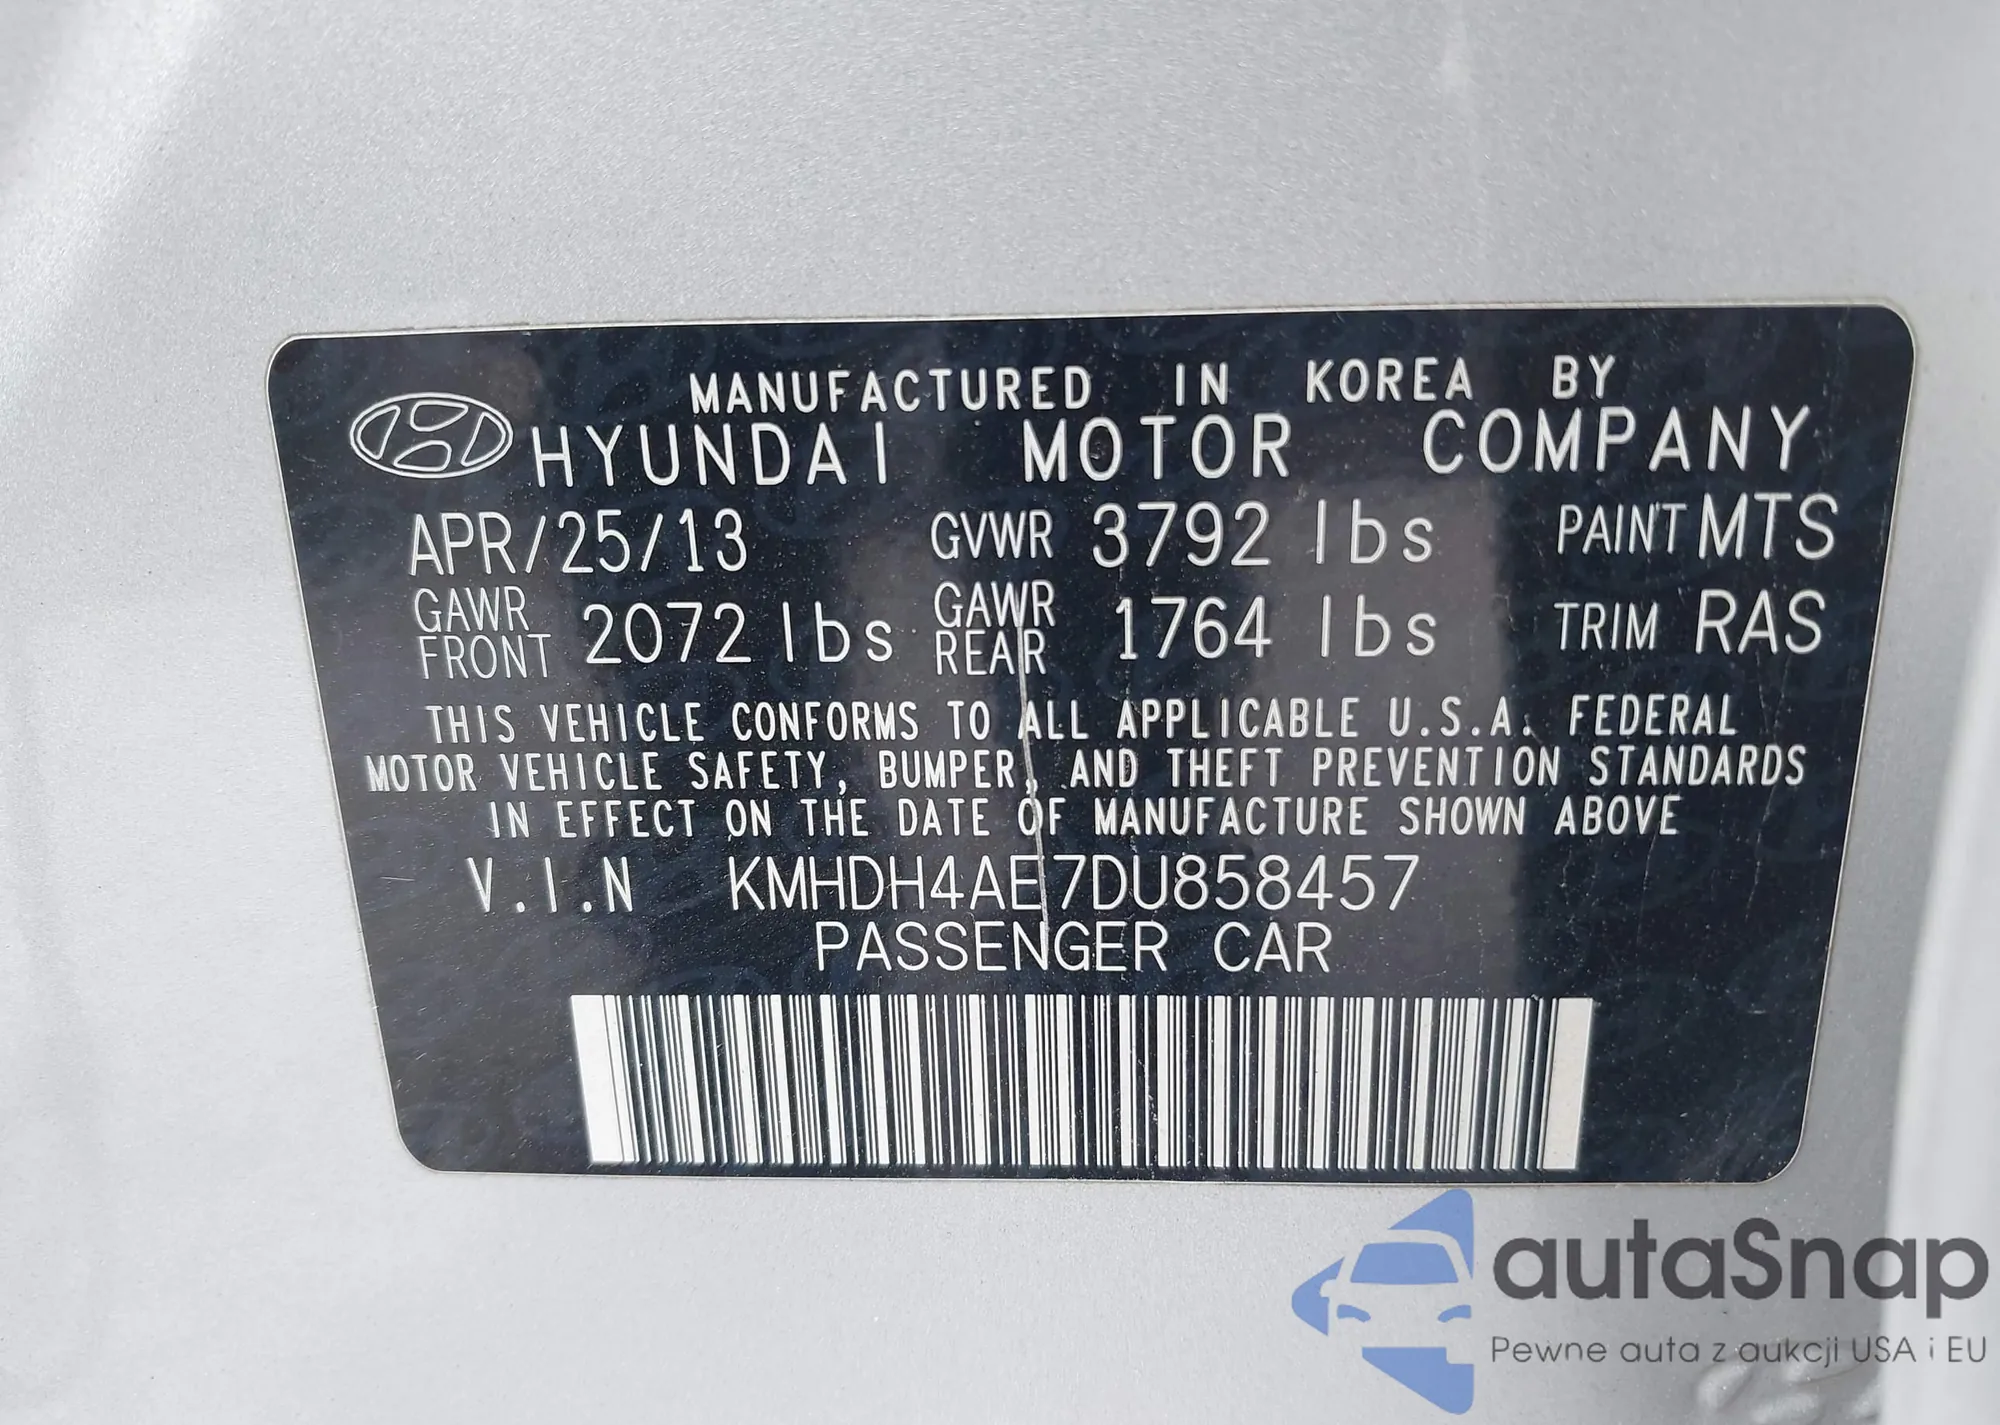 MANUFACTURED IN KOREA BY
HYUNDAI MOTOR COMPANY
APR/25/13 GVWR 3792 lbs PAINT MTS
GAWR FRONT 2072 lbs GAWR REAR 1764 lbs TRIM RAS
THIS VEHICLE CONFORMS TO ALL APPLICABLE U.S.A. FEDERAL
MOTOR VEHICLE SAFETY, BUMPER, AND THEFT PREVENTION STANDARDS
IN EFFECT ON THE DATE OF MANUFACTURE SHOWN ABOVE
V.I.N KMHDH4AE7DU858457
PASSENGER CAR
autaSnap
Pewne auta z aukcji USA i EU